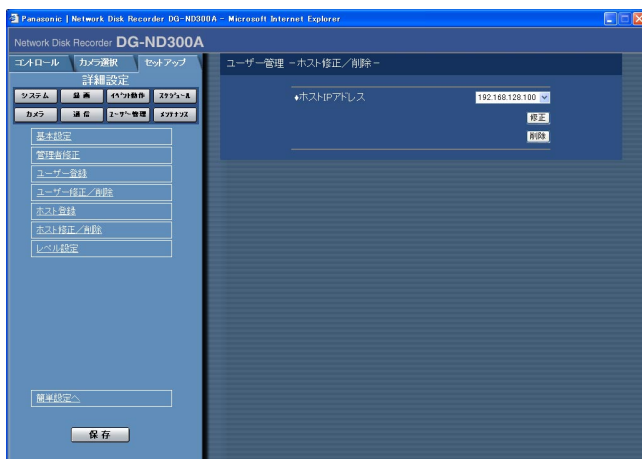 Panasonic | Network Disk Recorder DG-ND300A - Microsoft Internet Explorer
Network Disk Recorder DG-ND300A
コントロール カメラ選択 セットアップ
詳細設定
システム 録画 イベント動作 スケジュール
カメラ 通信 ユーザー管理 メンテナンス
基本設定
管理者修正
ユーザー登録
ユーザー修正／削除
ホスト登録
ホスト修正／削除
レベル設定
簡単設定へ
保存
ユーザー管理 －ホスト修正／削除－
♦ホストIPアドレス 192.168.128.100
修正
削除